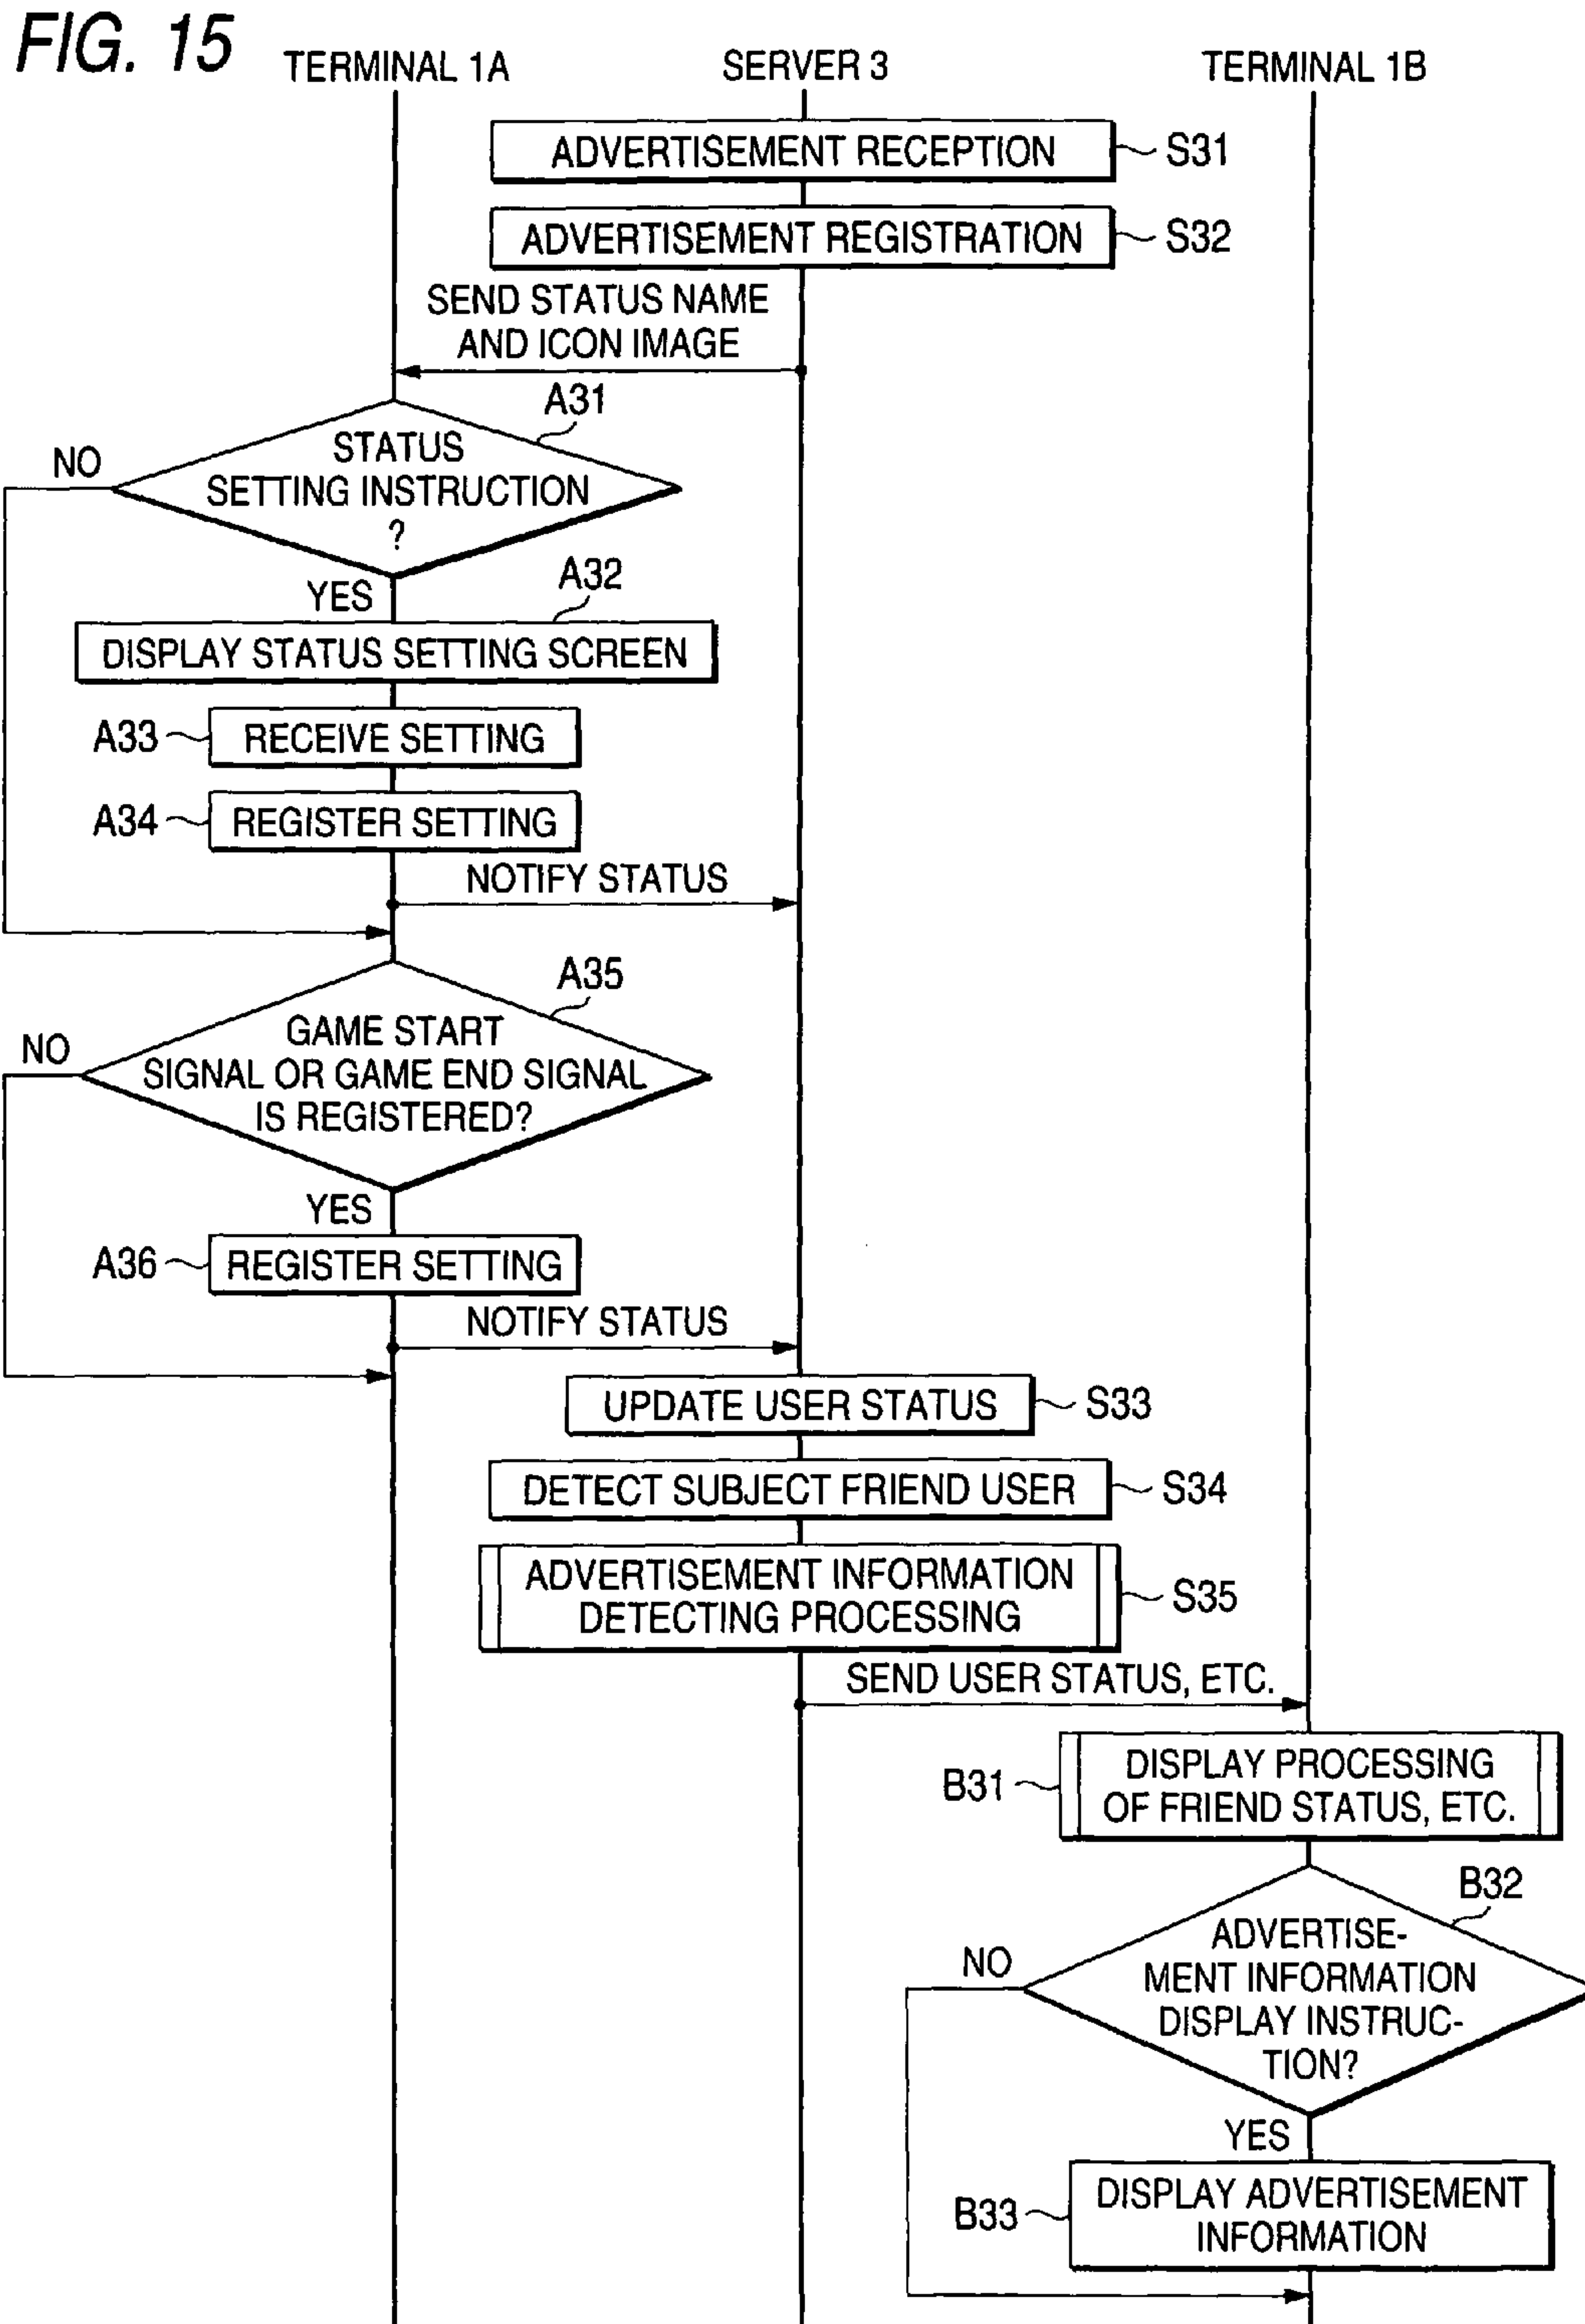 FIG. 15
TERMINAL 1A
SERVER 3
TERMINAL 1B
ADVERTISEMENT RECEPTION
S31
ADVERTISEMENT REGISTRATION
S32
SEND STATUS NAME
AND ICON IMAGE
A31
STATUS
SETTING INSTRUCTION
?
NO
YES
A32
DISPLAY STATUS SETTING SCREEN
A33
RECEIVE SETTING
A34
REGISTER SETTING
NOTIFY STATUS
A35
GAME START
SIGNAL OR GAME END SIGNAL
IS REGISTERED?
NO
YES
A36
REGISTER SETTING
NOTIFY STATUS
UPDATE USER STATUS
S33
DETECT SUBJECT FRIEND USER
S34
ADVERTISEMENT INFORMATION
DETECTING PROCESSING
S35
SEND USER STATUS, ETC.
B31
DISPLAY PROCESSING
OF FRIEND STATUS, ETC.
B32
ADVERTISE-
MENT INFORMATION
DISPLAY INSTRUC-
TION?
NO
YES
B33
DISPLAY ADVERTISEMENT
INFORMATION